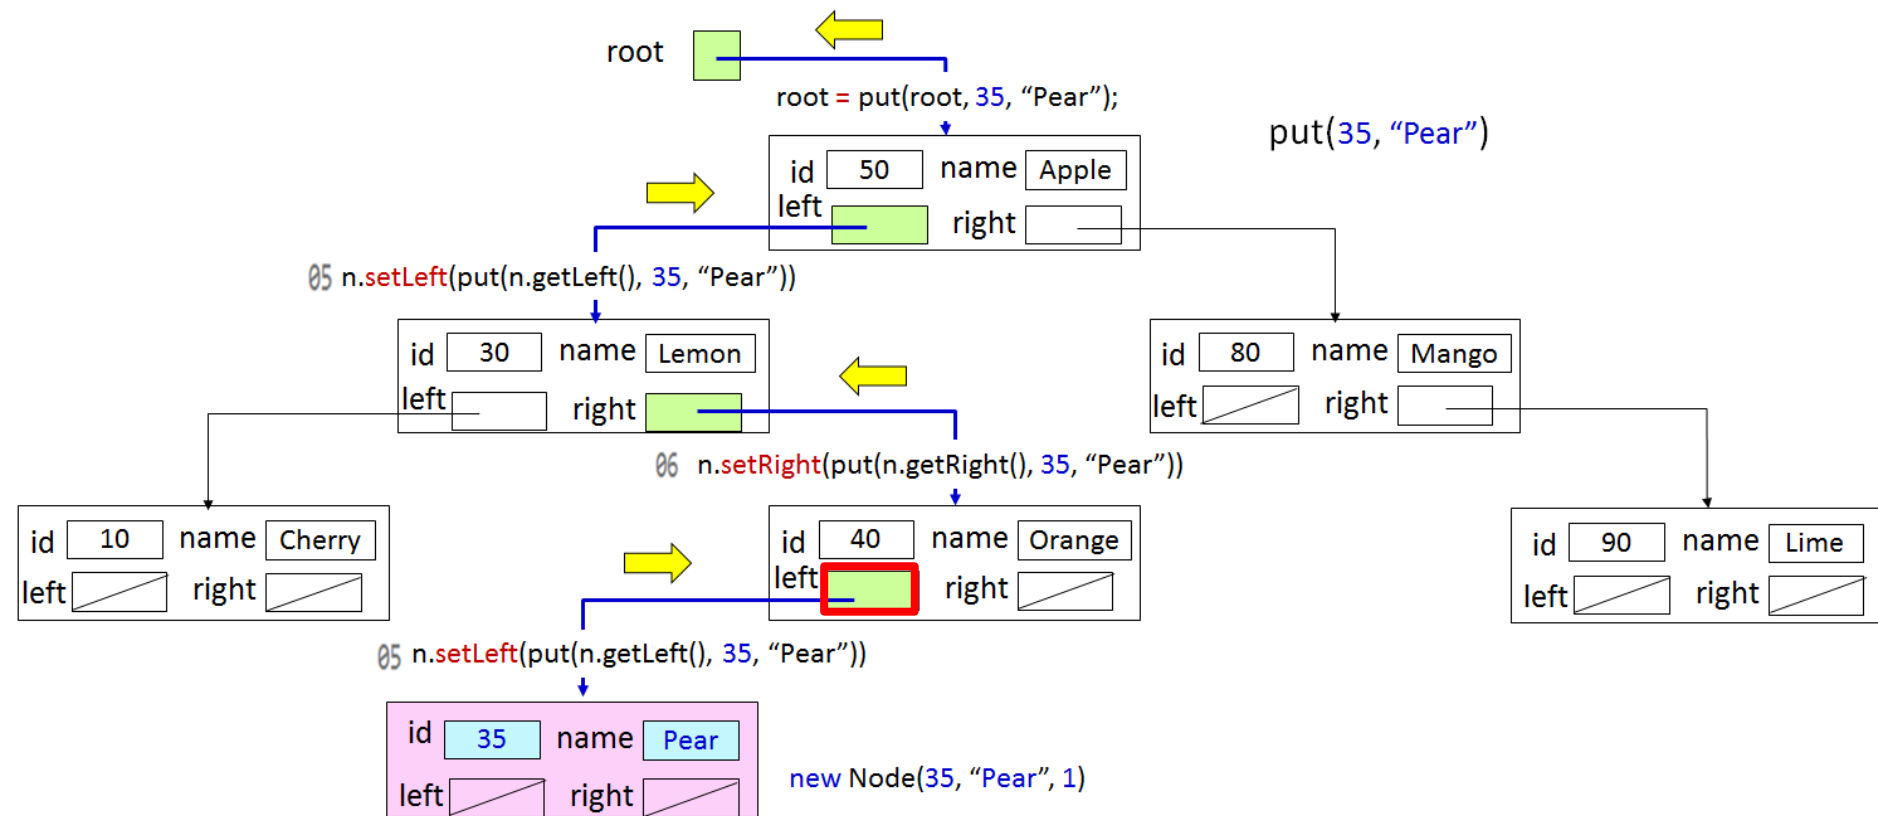 root
root = put(root, 35, “Pear”);
put(35, “Pear”)
id 50 name Apple
left right
05 n.setLeft(put(n.getLeft(), 35, “Pear”))
id 30 name Lemon
left right
id 80 name Mango
left right
06 n.setRight(put(n.getRight(), 35, “Pear”))
id 10 name Cherry
left right
id 40 name Orange
left right
id 90 name Lime
left right
05 n.setLeft(put(n.getLeft(), 35, “Pear”))
id 35 name Pear
left right
new Node(35, “Pear”, 1)